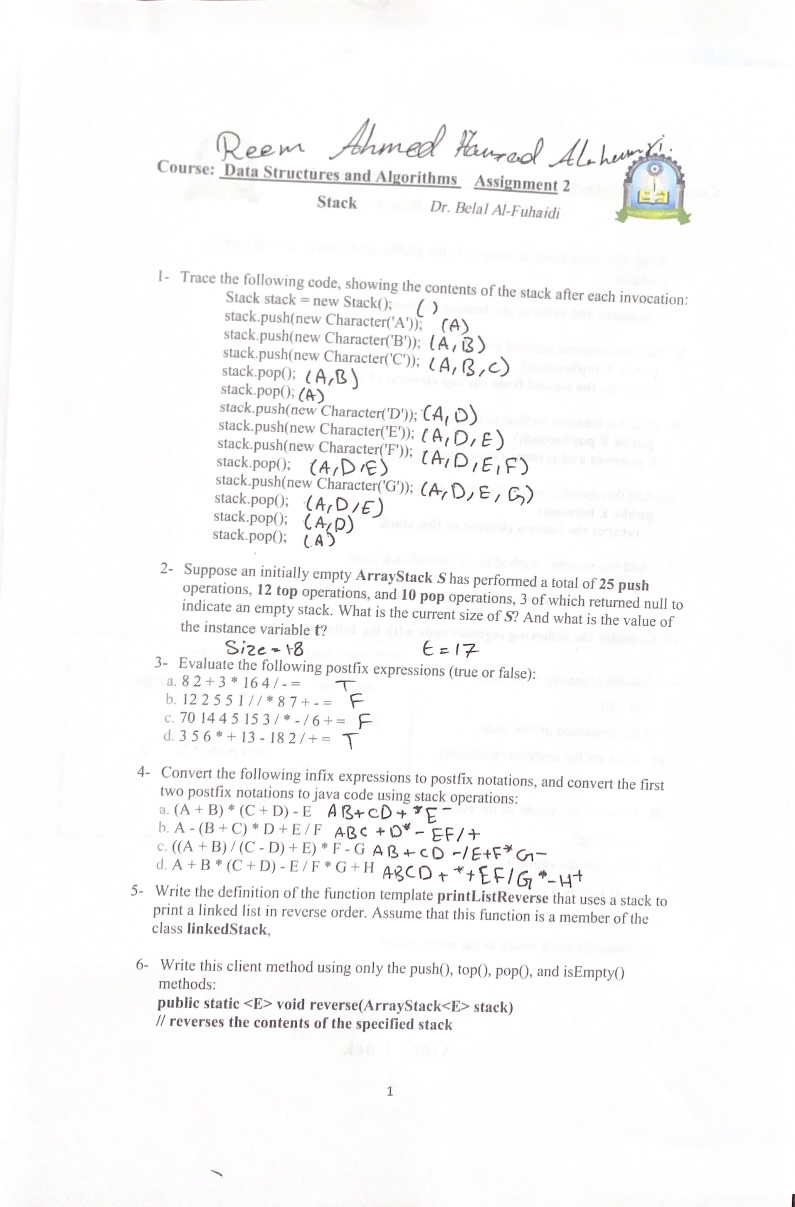 Reem Ahmed
Course: Data Structures and Algorithms Assignment 2
Stack Dr. Belal Al-Fuhaidi
1- Trace the following code, showing the contents of the stack after each invocation:
Stack stack = new Stack(); ( )
stack.push(new Character('A')); (A)
stack.push(new Character('B')); (A,B)
stack.push(new Character('C')); (A,B,C)
stack.pop(); (A,B)
stack.pop(); (A)
stack.push(new Character('D')); (A,D)
stack.push(new Character('E')); (A,D,E)
stack.push(new Character('F')); (A,D,E,F)
stack.pop(); (A,D,E)
stack.push(new Character('G')); (A,D,E,G)
stack.pop(); (A,D,E)
stack.pop(); (A,D)
stack.pop(); (A)
2- Suppose an initially empty ArrayStack S has performed a total of 25 push
operations, 12 top operations, and 10 pop operations, 3 of which returned null to
indicate an empty stack. What is the current size of S? And what is the value of
the instance variable t?
Size = 18 t = 17
3- Evaluate the following postfix expressions (true or false):
a. 8 2 + 3 * 16 4 / - = T
b. 12 2 5 5 1 / / * 8 7 + - = F
c. 70 14 4 5 15 3 / * - / 6 + = F
d. 3 5 6 * + 13 - 18 2 / + = T
4- Convert the following infix expressions to postfix notations, and convert the first
two postfix notations to java code using stack operations:
a. (A + B) * (C + D) - E AB+CD+*E-
b. A - (B + C) * D + E / F ABC+D*-EF/+
c. ((A + B) / (C - D) + E) * F - G AB+CD-/E+F*G-
d. A + B * (C + D) - E / F * G + H ABCD+*+EF/G*-H+
5- Write the definition of the function template printListReverse that uses a stack to
print a linked list in reverse order. Assume that this function is a member of the
class linkedStack,
6- Write this client method using only the push(), top(), pop(), and isEmpty()
methods:
public static <E> void reverse(ArrayStack<E> stack)
// reverses the contents of the specified stack
1